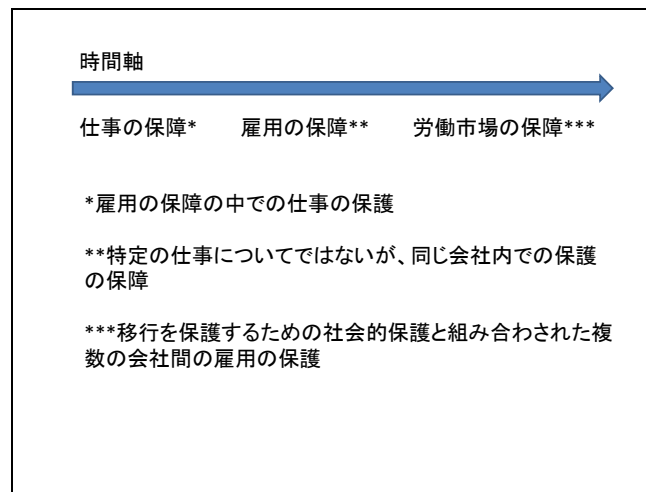 時間軸
仕事の保障* 雇用の保障** 労働市場の保障***
*雇用の保障の中での仕事の保護
**特定の仕事についてではないが、同じ会社内での保護
の保障
***移行を保護するための社会的保護と組み合わされた複
数の会社間の雇用の保護